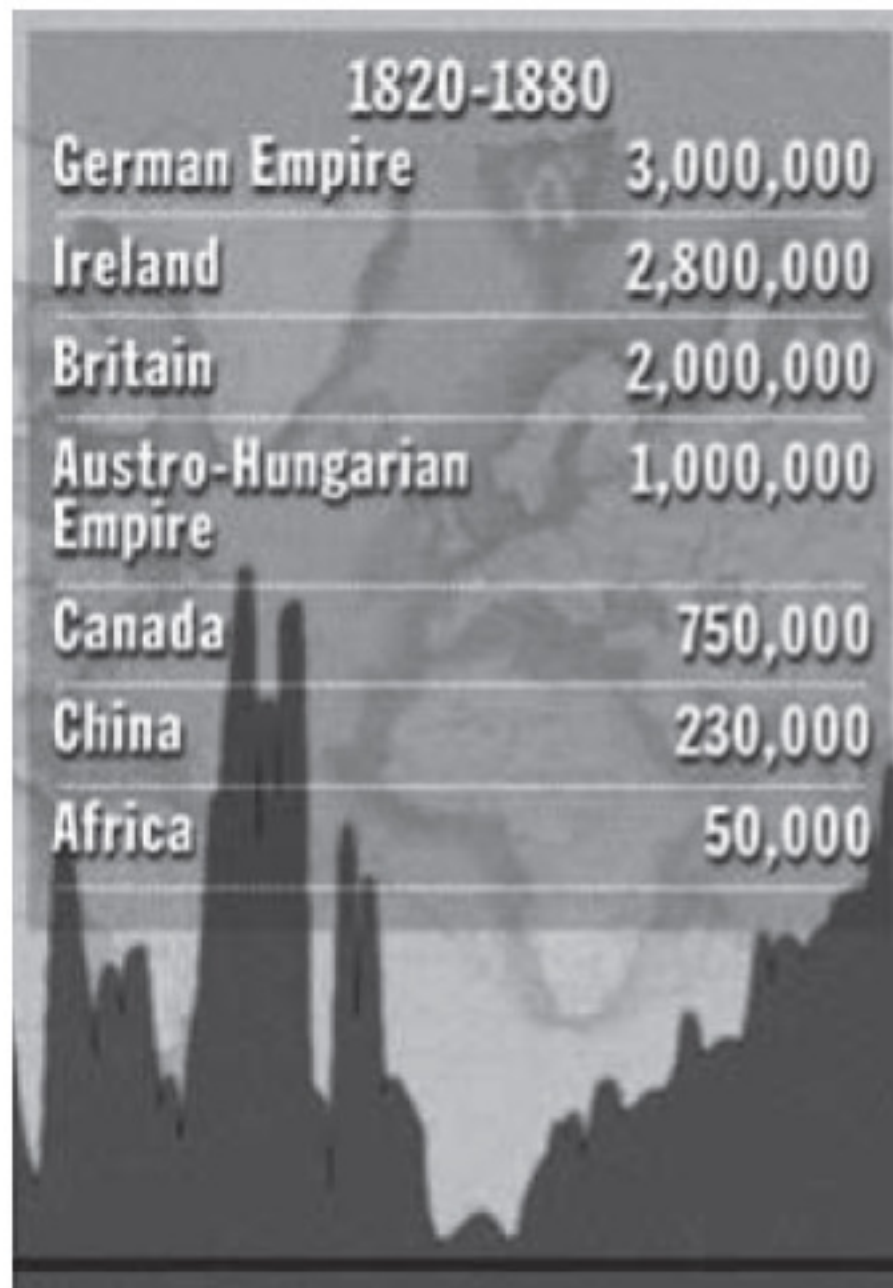 1820-1880
German Empire 3,000,000
Ireland 2,800,000
Britain 2,000,000
Austro-Hungarian 1,000,000
Empire
Canada 750,000
China 230,000
Africa 50,000